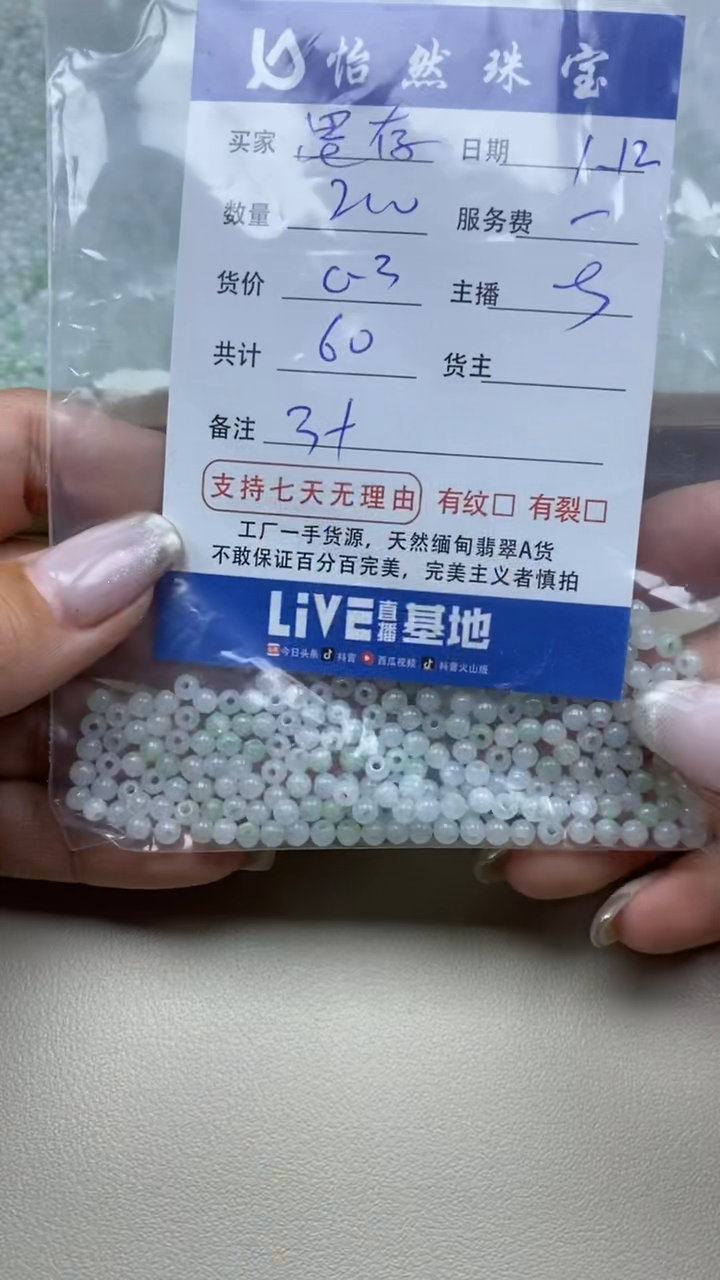 怡然珠宝
买家 墨存 日期 1.12
数量 200 服务费 一
货价 0.3 主播
共计 60 货主
备注 3+
支持七天无理由 有纹□ 有裂□
工厂一手货源，天然缅甸翡翠A货
不敢保证百分百完美，完美主义者慎拍
LiVE直播基地
今日头条 抖音 西瓜视频 抖音火山版